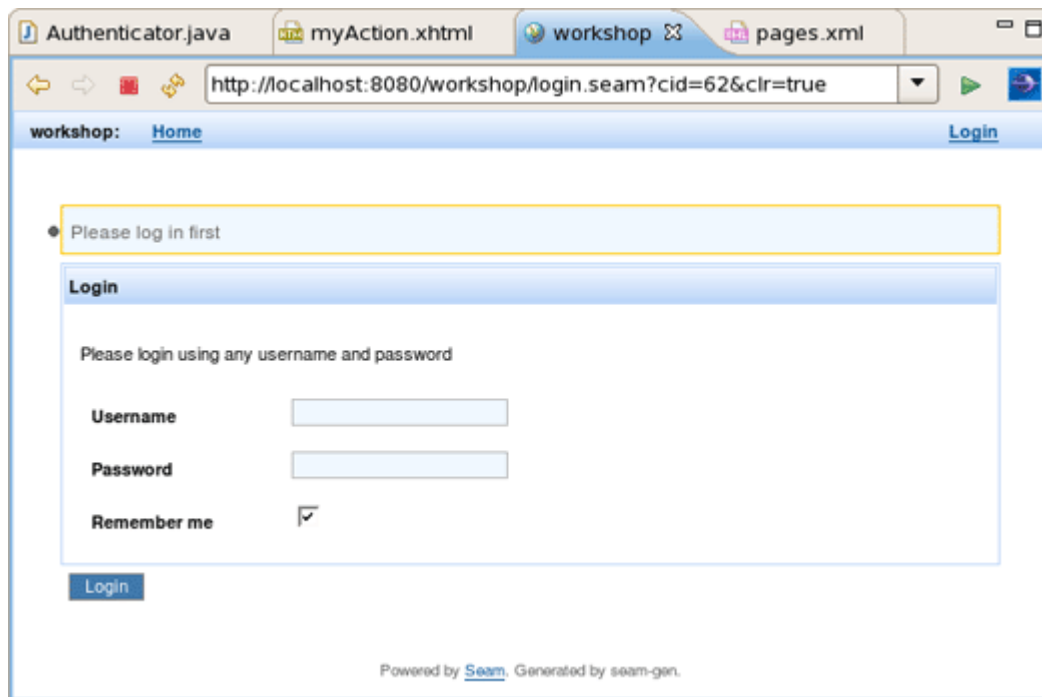 Authenticator.java myAction.xhtml workshop pages.xml
http://localhost:8080/workshop/login.seam?cid=62&clr=true
workshop: Home Login
Please log in first
Login
Please login using any username and password
Username
Password
Remember me
Login
Powered by Seam. Generated by seam-gen.